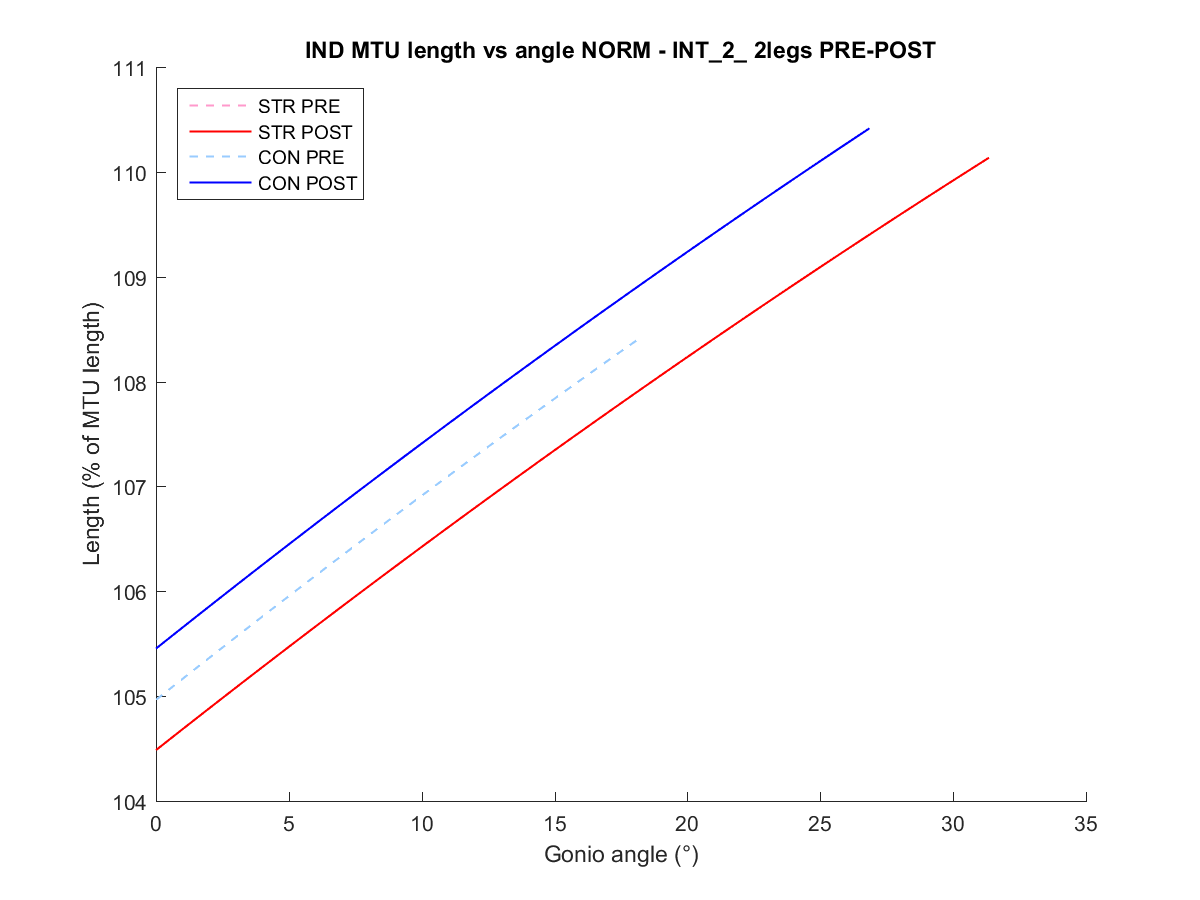 IND MTU length vs angle NORM - INT_2_ 2legs PRE-POST
111
110
109
108
107
106
105
104
Length (% of MTU length)
STR PRE
STR POST
CON PRE
CON POST
0 5 10 15 20 25 30 35
Gonio angle (°)